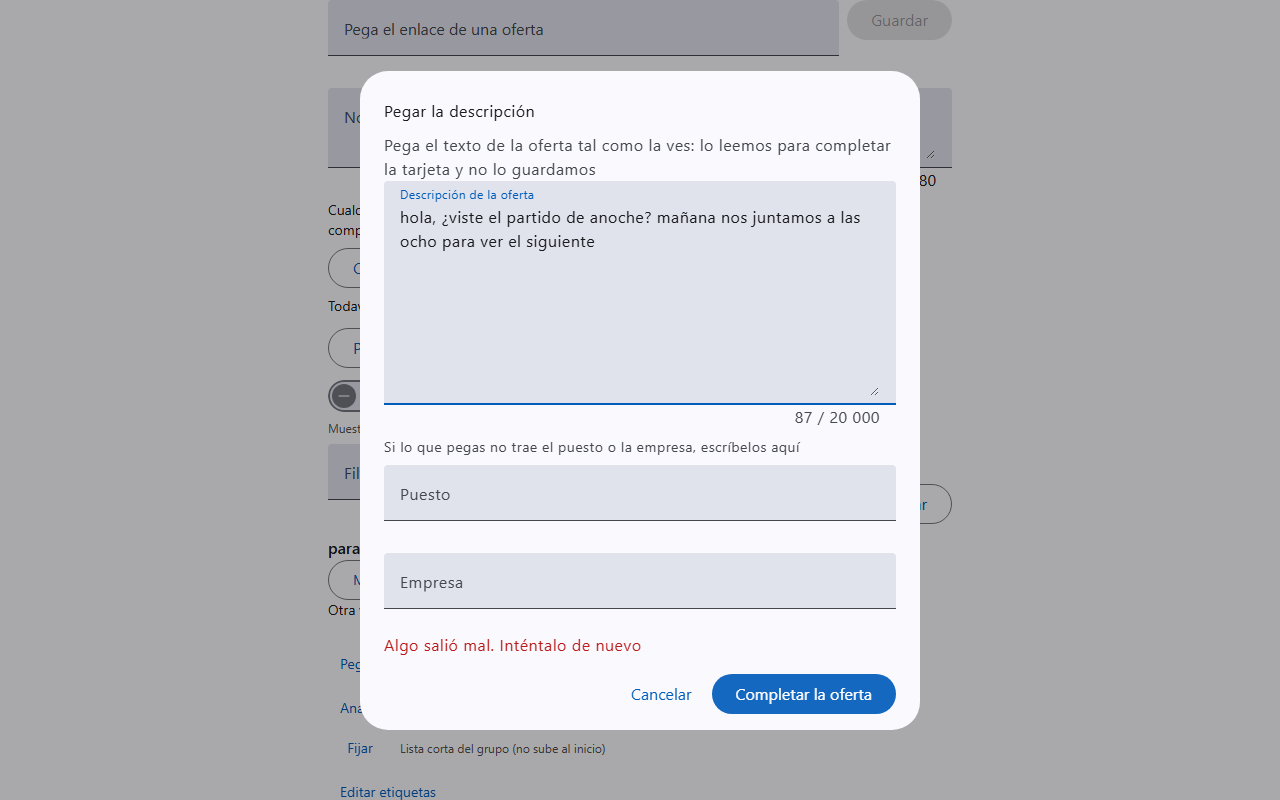 Pega el enlace de una oferta
Guardar
Pegar la descripción
Pega el texto de la oferta tal como la ves: lo leemos para completar
la tarjeta y no lo guardamos
80
Descripción de la oferta
hola, ¿viste el partido de anoche? mañana nos juntamos a las
ocho para ver el siguiente
87 / 20 000
Si lo que pegas no trae el puesto o la empresa, escríbelos aquí
Puesto
para
Empresa
Otra
Algo salió mal. Inténtalo de nuevo
Cancelar
Completar la oferta
Fijar
Lista corta del grupo (no sube al inicio)
Editar etiquetas